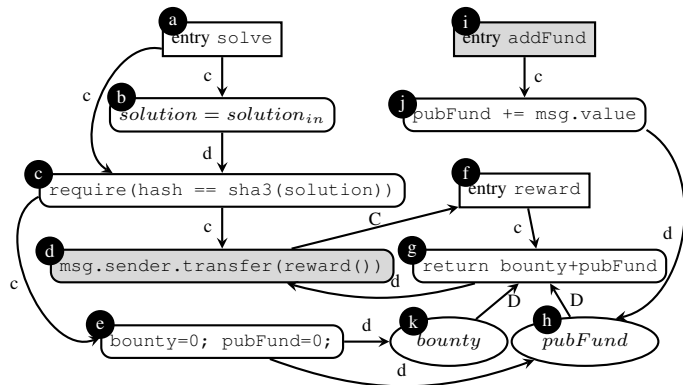 a
entry solve
i
entry addFund
c
c
c
b
solution = solution_in
j
pubFund += msg.value
d
c
require(hash == sha3(solution))
f
entry reward
c
C
c
d
d
msg.sender.transfer(reward())
g
return bounty+pubFund
c
d
D
D
e
bounty=0; pubFund=0;
d
k
bounty
h
pubFund
d